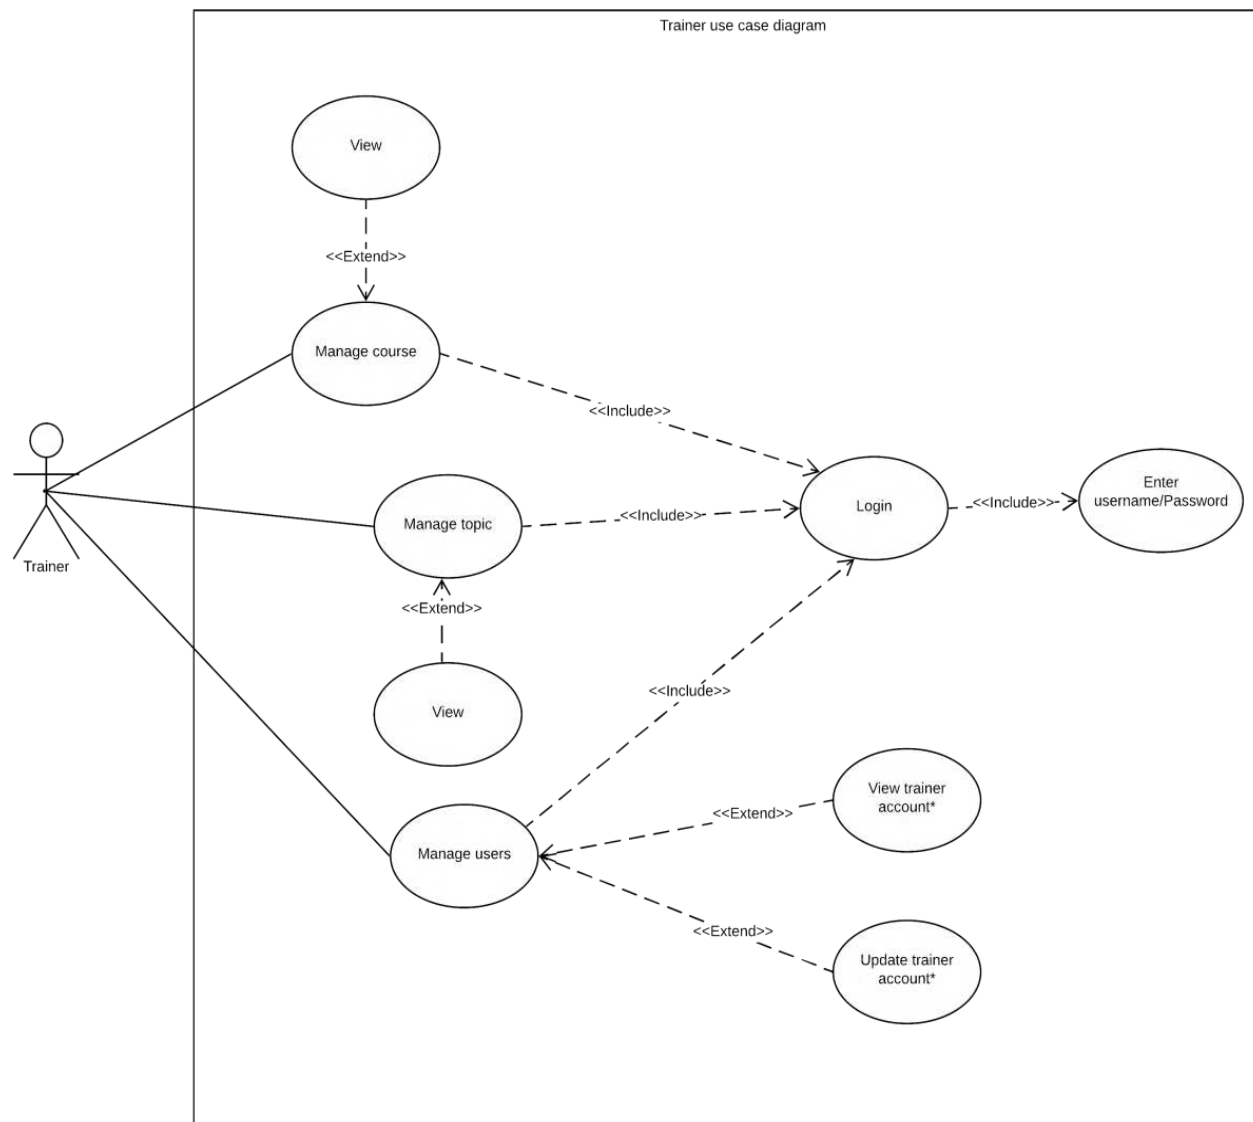 Trainer use case diagram
View
<<Extend>>
Manage course
<<Include>>
Trainer
Manage topic
<<Include>>
Login
<<Include>>
Enter
username/Password
<<Extend>>
View
<<Include>>
Manage users
<<Extend>>
View trainer
account*
<<Extend>>
Update trainer
account*